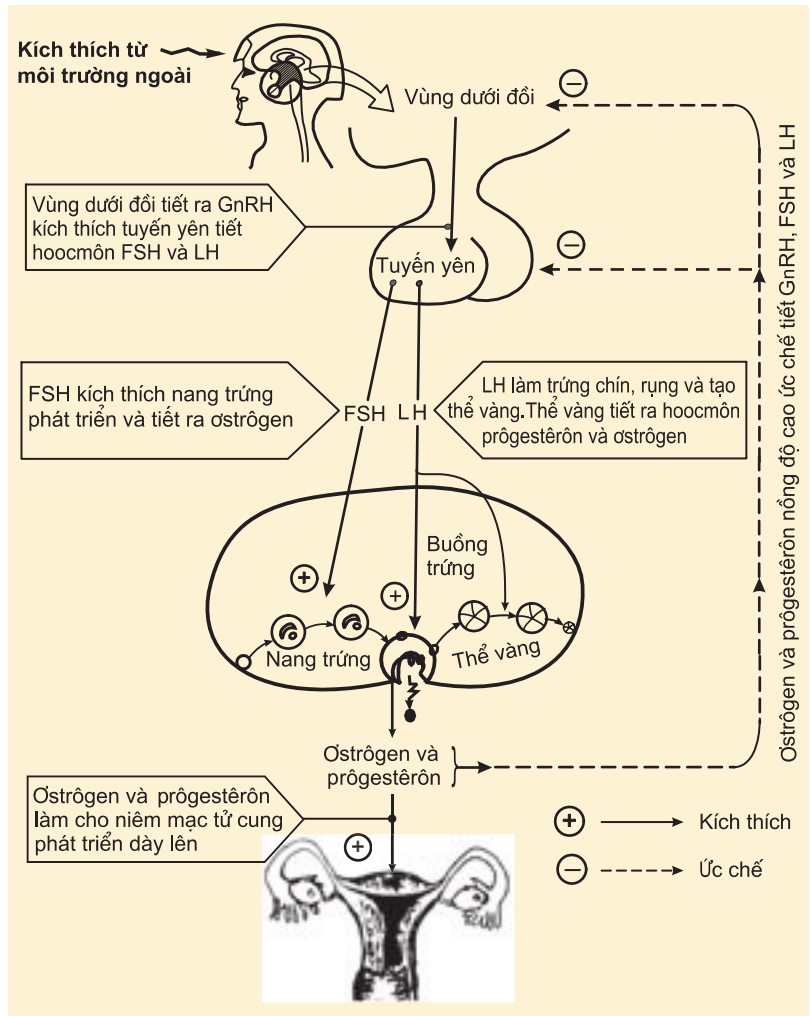 Kích thích từ
môi trường ngoài
Vùng dưới đồi
Vùng dưới đồi tiết ra GnRH
kích thích tuyến yên tiết
hoocmôn FSH và LH
Tuyến yên
FSH kích thích nang trứng
phát triển và tiết ra ơstrôgen
FSH
LH
LH làm trứng chín, rụng và tạo
thể vàng.Thể vàng tiết ra hoocmôn
prôgestêrôn và ơstrôgen
Buồng
trứng
Nang trứng
Thể vàng
Ơstrôgen và
prôgestêrôn
Ơstrôgen và prôgestêrôn
làm cho niêm mạc tử cung
phát triển dày lên
Kích thích
Ức chế
Ơstrôgen và prôgestêrôn nồng độ cao ức chế tiết GnRH, FSH và LH